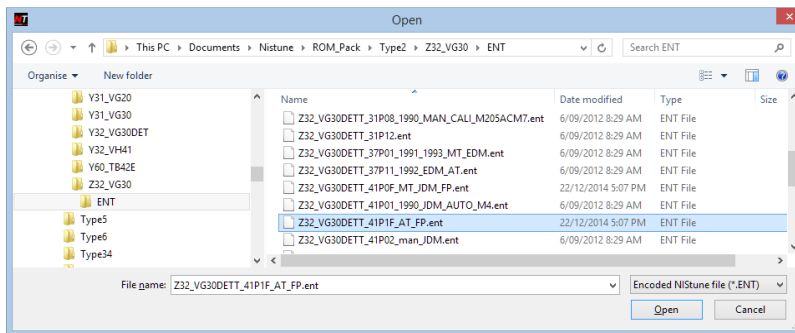 NT
Open
This PC Documents Nistune ROM_Pack Type2 Z32_VG30 ENT
Search ENT
Organise New folder
Y31_VG20
Y31_VG30
Y32_VG30DET
Y32_VH41
Y60_TB42E
Z32_VG30
ENT
Type5
Type6
Type34
Name Date modified Type Size
Z32_VG30DETT_31P08_1990_MAN_CALI_M205ACM7.ent 6/09/2012 8:29 AM ENT File
Z32_VG30DETT_31P12.ent 6/09/2012 8:29 AM ENT File
Z32_VG30DETT_37P01_1991_1993_MT_EDM.ent 6/09/2012 8:29 AM ENT File
Z32_VG30DETT_37P11_1992_EDM_AT.ent 6/09/2012 8:29 AM ENT File
Z32_VG30DETT_41P0F_MT_JDM_FP.ent 22/12/2014 5:07 PM ENT File
Z32_VG30DETT_41P01_1990_JDM_AUTO_M4.ent 6/09/2012 8:29 AM ENT File
Z32_VG30DETT_41P1F_AT_FP.ent 22/12/2014 5:07 PM ENT File
Z32_VG30DETT_41P02_man_JDM.ent 6/09/2012 8:29 AM ENT File
File name: Z32_VG30DETT_41P1F_AT_FP.ent Encoded NIStune file (*.ENT)
Open Cancel